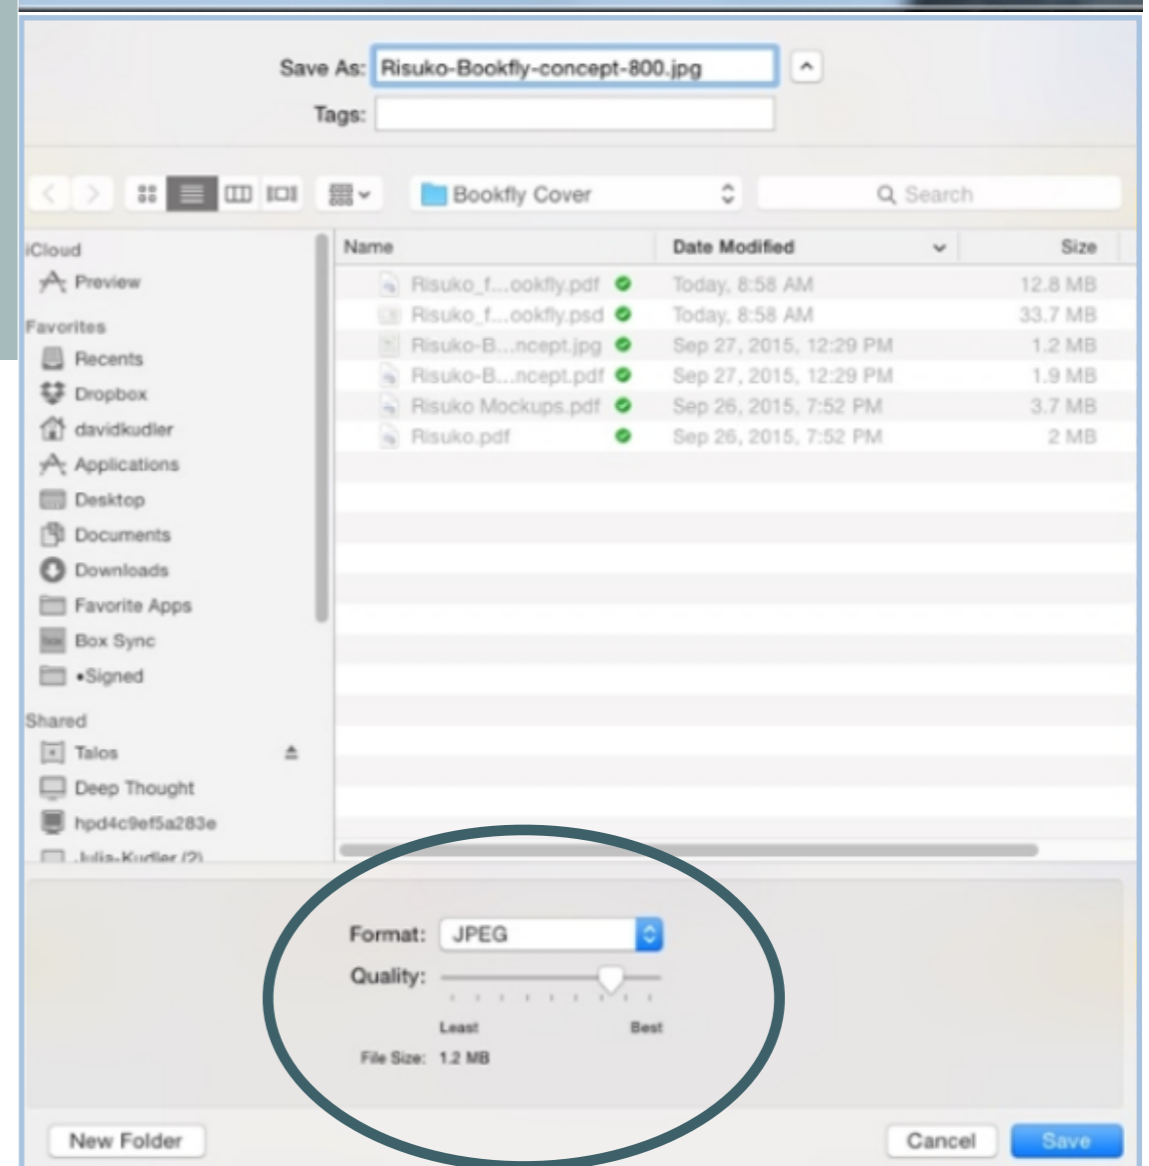 Save As: Risuko-Bookfly-concept-800.jpg
Tags:
Bookfly Cover
Search
iCloud
Preview
Favorites
Recents
Dropbox
davidkudler
Applications
Desktop
Documents
Downloads
Favorite Apps
Box Sync
•Signed
Shared
Talos
Deep Thought
hpd4c9ef5a283e
Julia-Kudler (2)
Name Date Modified Size
Risuko_f...ookfly.pdf Today, 8:58 AM 12.8 MB
Risuko_f...ookfly.psd Today, 8:58 AM 33.7 MB
Risuko-B...ncept.jpg Sep 27, 2015, 12:29 PM 1.2 MB
Risuko-B...ncept.pdf Sep 27, 2015, 12:29 PM 1.9 MB
Risuko Mockups.pdf Sep 26, 2015, 7:52 PM 3.7 MB
Risuko.pdf Sep 26, 2015, 7:52 PM 2 MB
Format: JPEG
Quality:
Least Best
File Size: 1.2 MB
New Folder Cancel Save